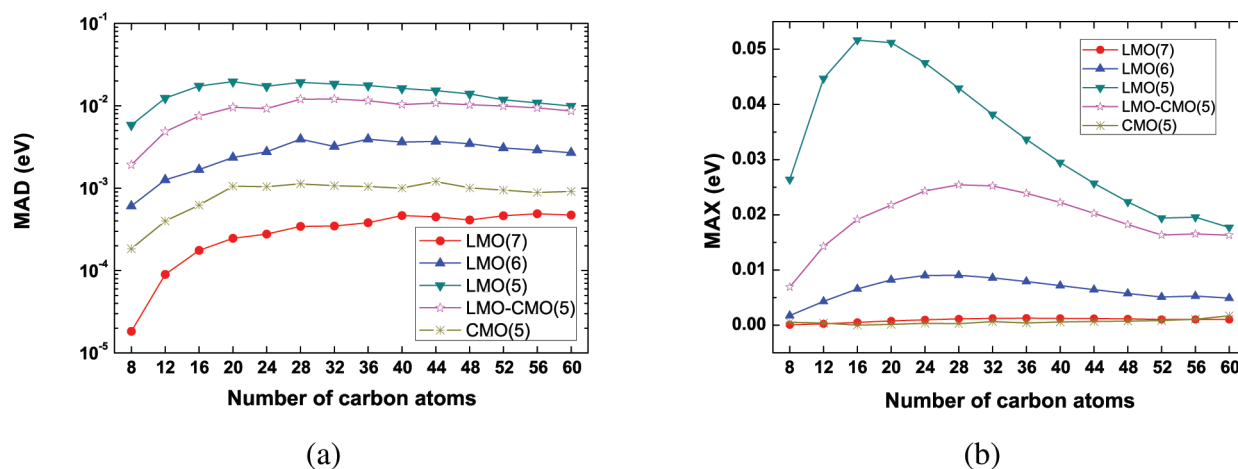 MAD (eV)
10⁻¹
10⁻²
10⁻³
10⁻⁴
10⁻⁵
LMO(7)
LMO(6)
LMO(5)
LMO-CMO(5)
CMO(5)
8 12 16 20 24 28 32 36 40 44 48 52 56 60
Number of carbon atoms
(a)
MAX (eV)
0.05
0.04
0.03
0.02
0.01
0.00
LMO(7)
LMO(6)
LMO(5)
LMO-CMO(5)
CMO(5)
8 12 16 20 24 28 32 36 40 44 48 52 56 60
Number of carbon atoms
(b)